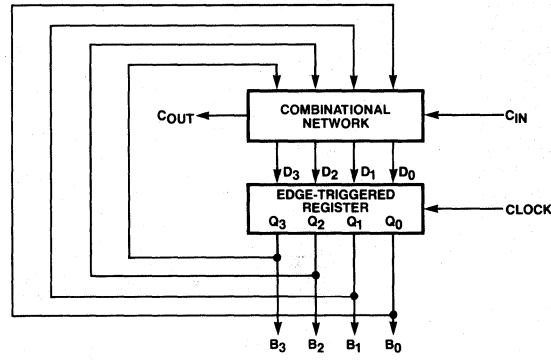 COMBINATIONAL
NETWORK
COUT
CIN
D3 D2 D1 D0
EDGE-TRIGGERED
REGISTER
Q3 Q2 Q1 Q0
CLOCK
B3 B2 B1 B0